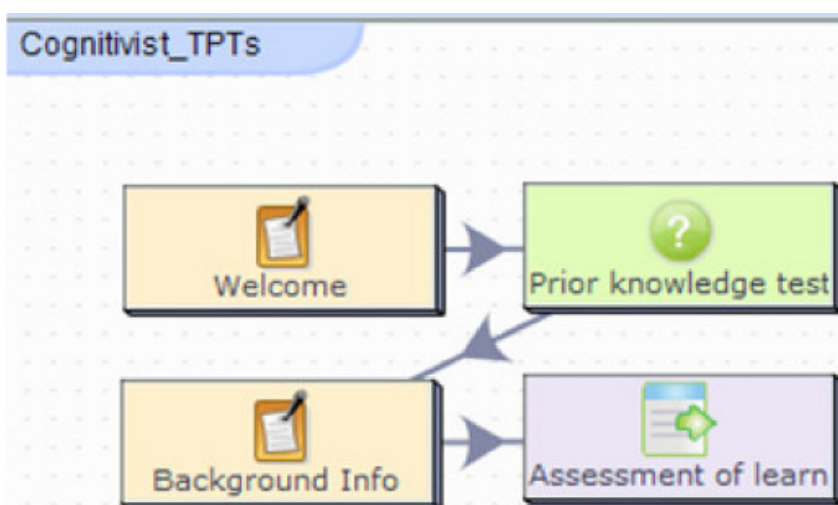 Cognitivist_TPTs
Welcome
Prior knowledge test
Background Info
Assessment of learn